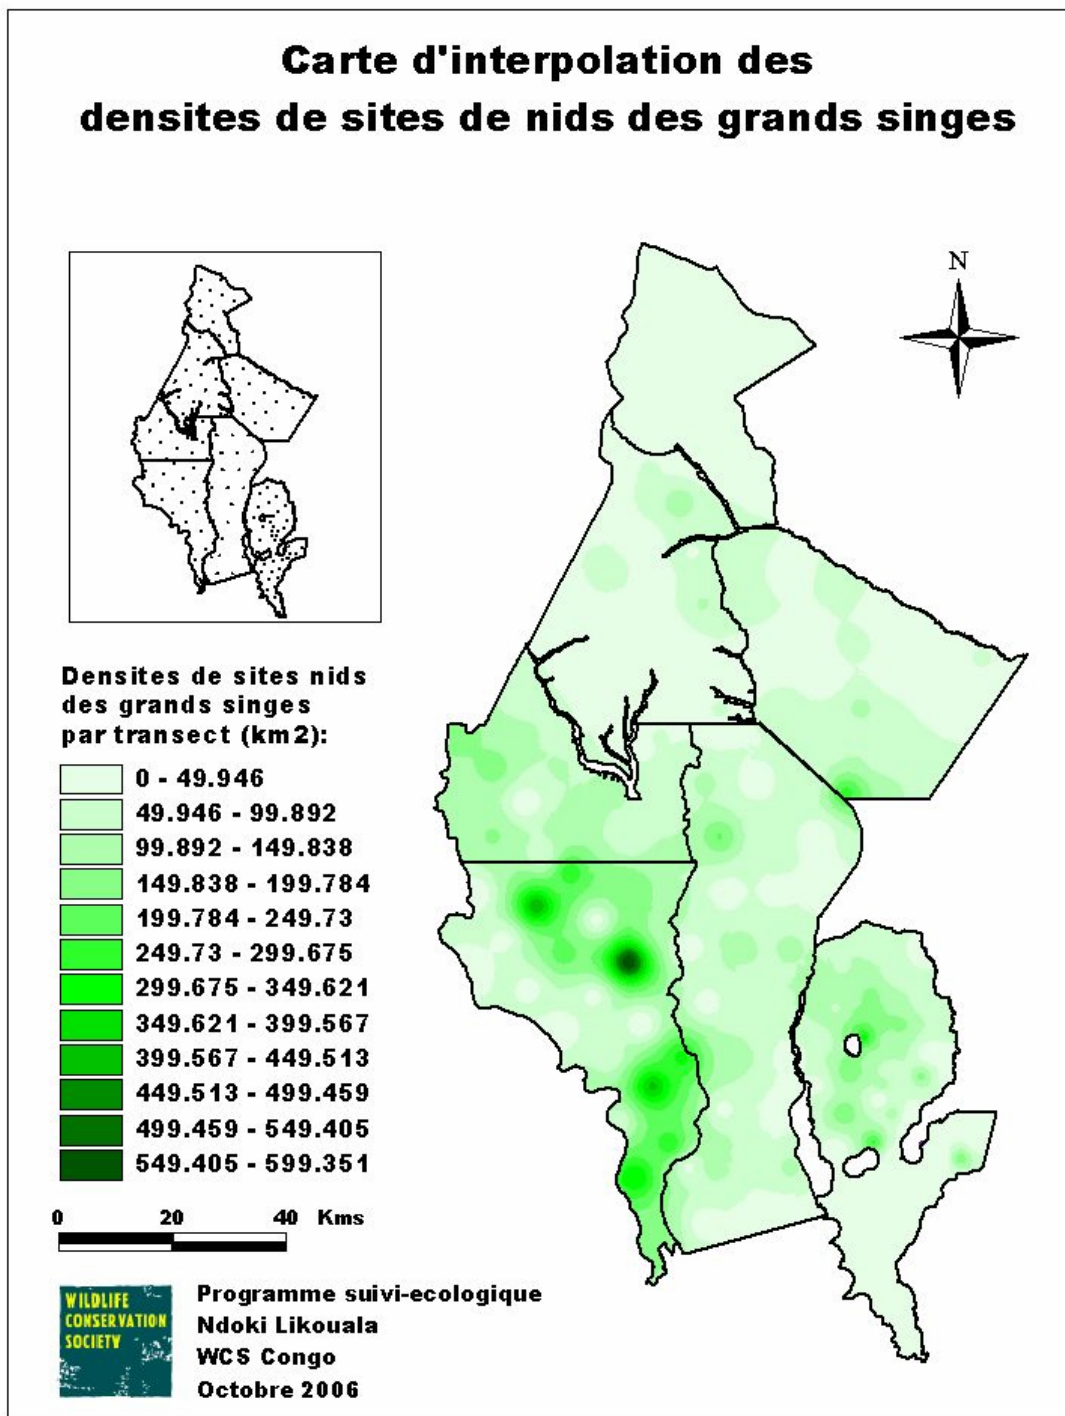 Carte d'interpolation des
densites de sites de nids des grands singes
N
Densites de sites nids
des grands singes
par transect (km2):
0 - 49.946
49.946 - 99.892
99.892 - 149.838
149.838 - 199.784
199.784 - 249.73
249.73 - 299.675
299.675 - 349.621
349.621 - 399.567
399.567 - 449.513
449.513 - 499.459
499.459 - 549.405
549.405 - 599.351
0 20 40 Kms
WILDLIFE
CONSERVATION
SOCIETY
Programme suivi-ecologique
Ndoki Likouala
WCS Congo
Octobre 2006